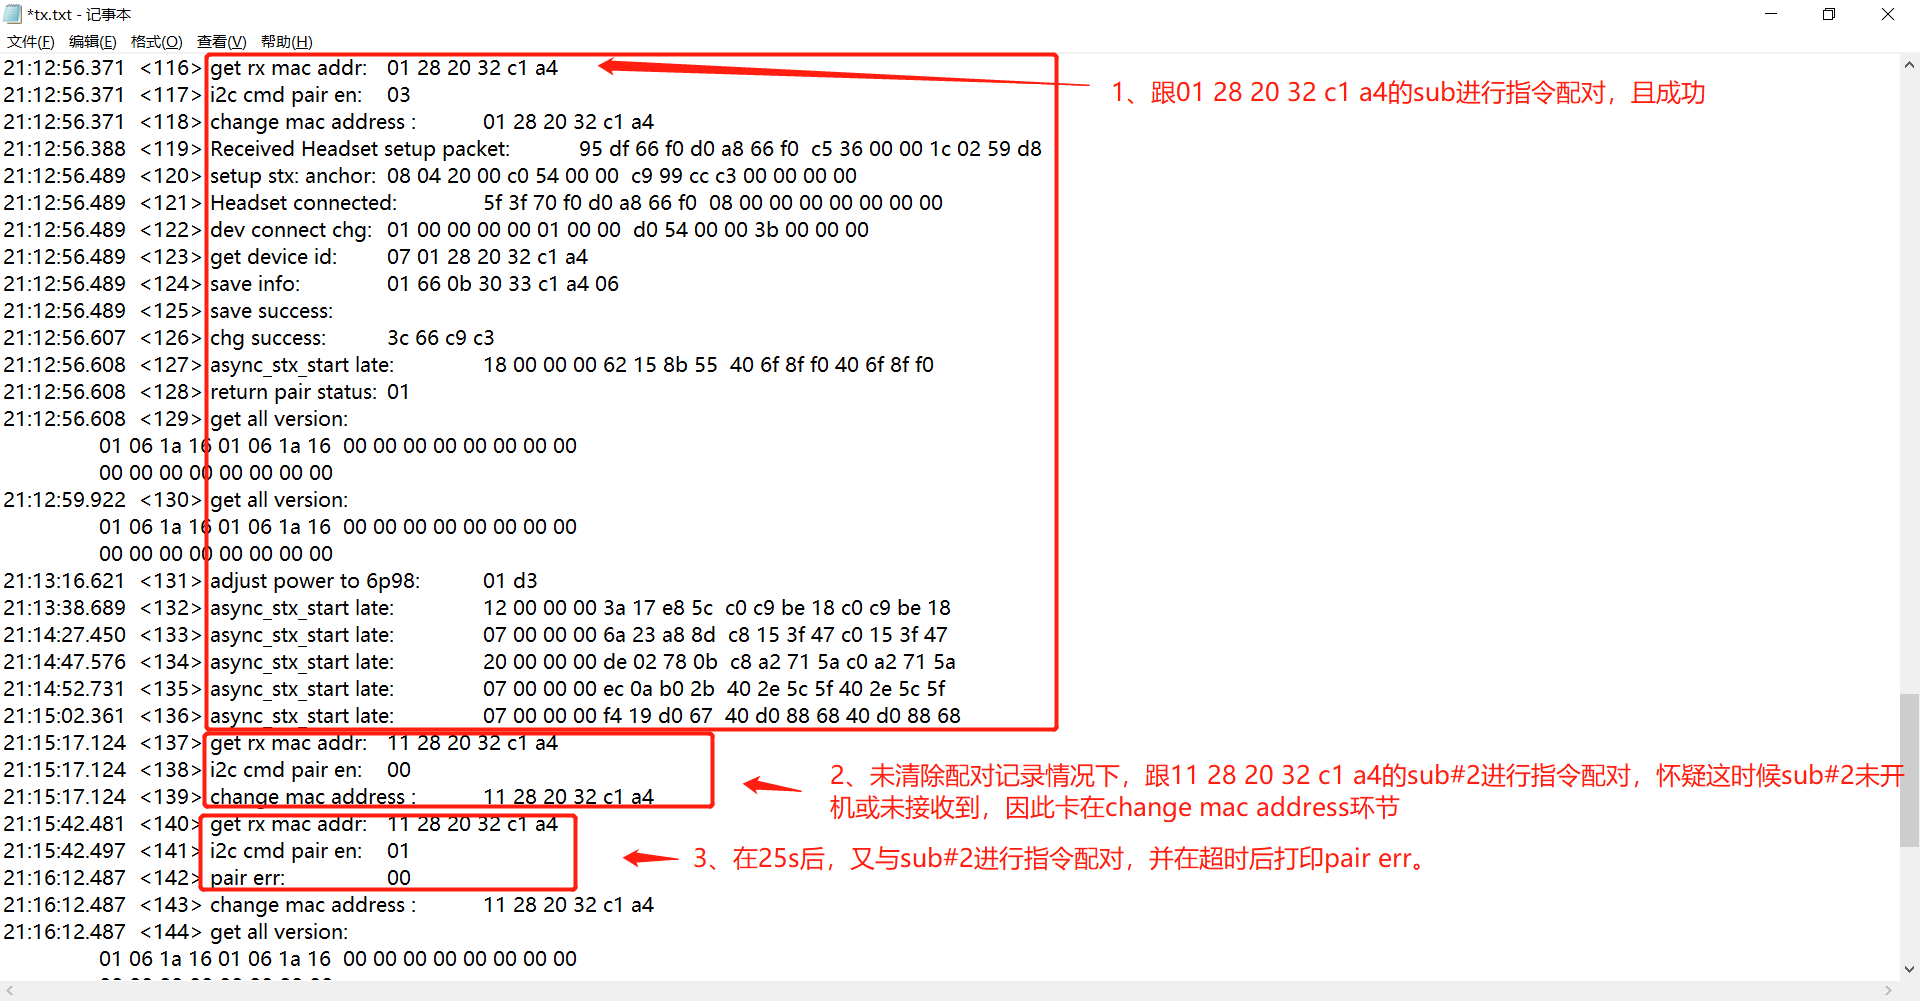 *tx.txt - 记事本
文件(F) 编辑(E) 格式(O) 查看(V) 帮助(H)
21:12:56.371 <116> get rx mac addr: 01 28 20 32 c1 a4
1、跟01 28 20 32 c1 a4的sub进行指令配对，且成功
21:12:56.371 <117> i2c cmd pair en: 03
21:12:56.371 <118> change mac address : 01 28 20 32 c1 a4
21:12:56.388 <119> Received Headset setup packet: 95 df 66 f0 d0 a8 66 f0 c5 36 00 00 1c 02 59 d8
21:12:56.489 <120> setup stx: anchor: 08 04 20 00 c0 54 00 00 c9 99 cc c3 00 00 00 00
21:12:56.489 <121> Headset connected: 5f 3f 70 f0 d0 a8 66 f0 08 00 00 00 00 00 00 00
21:12:56.489 <122> dev connect chg: 01 00 00 00 00 01 00 00 d0 54 00 00 3b 00 00 00
21:12:56.489 <123> get device id: 07 01 28 20 32 c1 a4
21:12:56.489 <124> save info: 01 66 0b 30 33 c1 a4 06
21:12:56.489 <125> save success:
21:12:56.607 <126> chg success: 3c 66 c9 c3
21:12:56.608 <127> async_stx_start late: 18 00 00 00 62 15 8b 55 40 6f 8f f0 40 6f 8f f0
21:12:56.608 <128> return pair status: 01
21:12:56.608 <129> get all version:
01 06 1a 16 01 06 1a 16 00 00 00 00 00 00 00 00
00 00 00 00 00 00 00 00
21:12:59.922 <130> get all version:
01 06 1a 16 01 06 1a 16 00 00 00 00 00 00 00 00
00 00 00 00 00 00 00 00
21:13:16.621 <131> adjust power to 6p98: 01 d3
21:13:38.689 <132> async_stx_start late: 12 00 00 00 3a 17 e8 5c c0 c9 be 18 c0 c9 be 18
21:14:27.450 <133> async_stx_start late: 07 00 00 00 6a 23 a8 8d c8 15 3f 47 c0 15 3f 47
21:14:47.576 <134> async_stx_start late: 20 00 00 00 de 02 78 0b c8 a2 71 5a c0 a2 71 5a
21:14:52.731 <135> async_stx_start late: 07 00 00 00 ec 0a b0 2b 40 2e 5c 5f 40 2e 5c 5f
21:15:02.361 <136> async_stx_start late: 07 00 00 00 f4 19 d0 67 40 d0 88 68 40 d0 88 68
21:15:17.124 <137> get rx mac addr: 11 28 20 32 c1 a4
21:15:17.124 <138> i2c cmd pair en: 00
21:15:17.124 <139> change mac address : 11 28 20 32 c1 a4
2、未清除配对记录情况下，跟11 28 20 32 c1 a4的sub#2进行指令配对，怀疑这时候sub#2未开
机或未接收到，因此卡在change mac address环节
21:15:42.481 <140> get rx mac addr: 11 28 20 32 c1 a4
21:15:42.497 <141> i2c cmd pair en: 01
21:16:12.487 <142> pair err: 00
3、在25s后，又与sub#2进行指令配对，并在超时后打印pair err。
21:16:12.487 <143> change mac address : 11 28 20 32 c1 a4
21:16:12.487 <144> get all version:
01 06 1a 16 01 06 1a 16 00 00 00 00 00 00 00 00